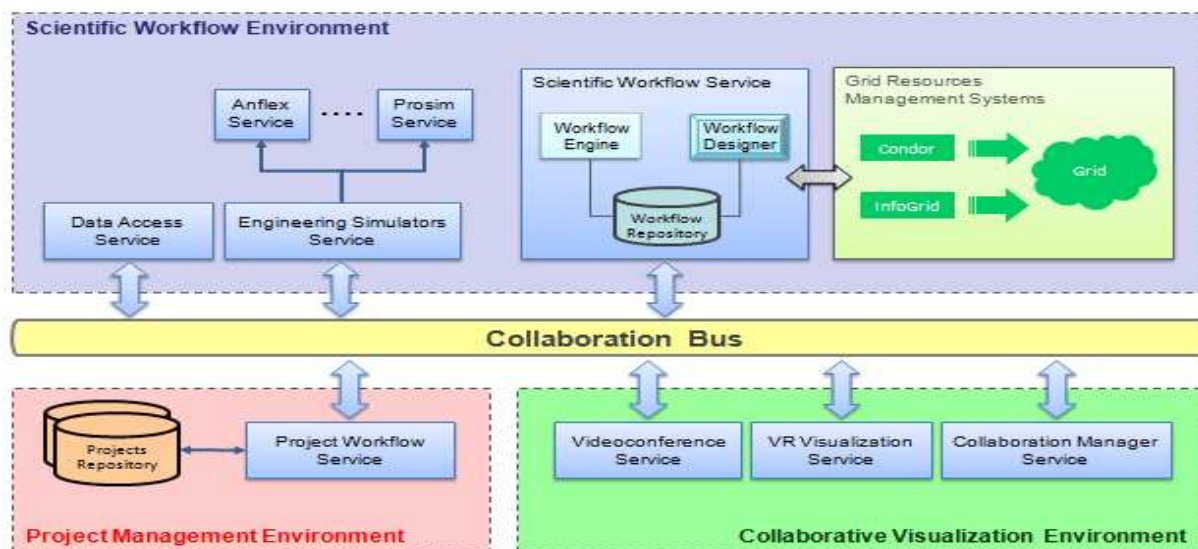 Scientific Workflow Environment
Anflex
Service
....
Prosim
Service
Data Access
Service
Engineering Simulators
Service
Scientific Workflow Service
Workflow
Engine
Workflow
Designer
Workflow
Repository
Grid Resources
Management Systems
Condor
InfoGrid
Grid
Collaboration Bus
Projects
Repository
Project Workflow
Service
Project Management Environment
Videoconference
Service
VR Visualization
Service
Collaboration Manager
Service
Collaborative Visualization Environment